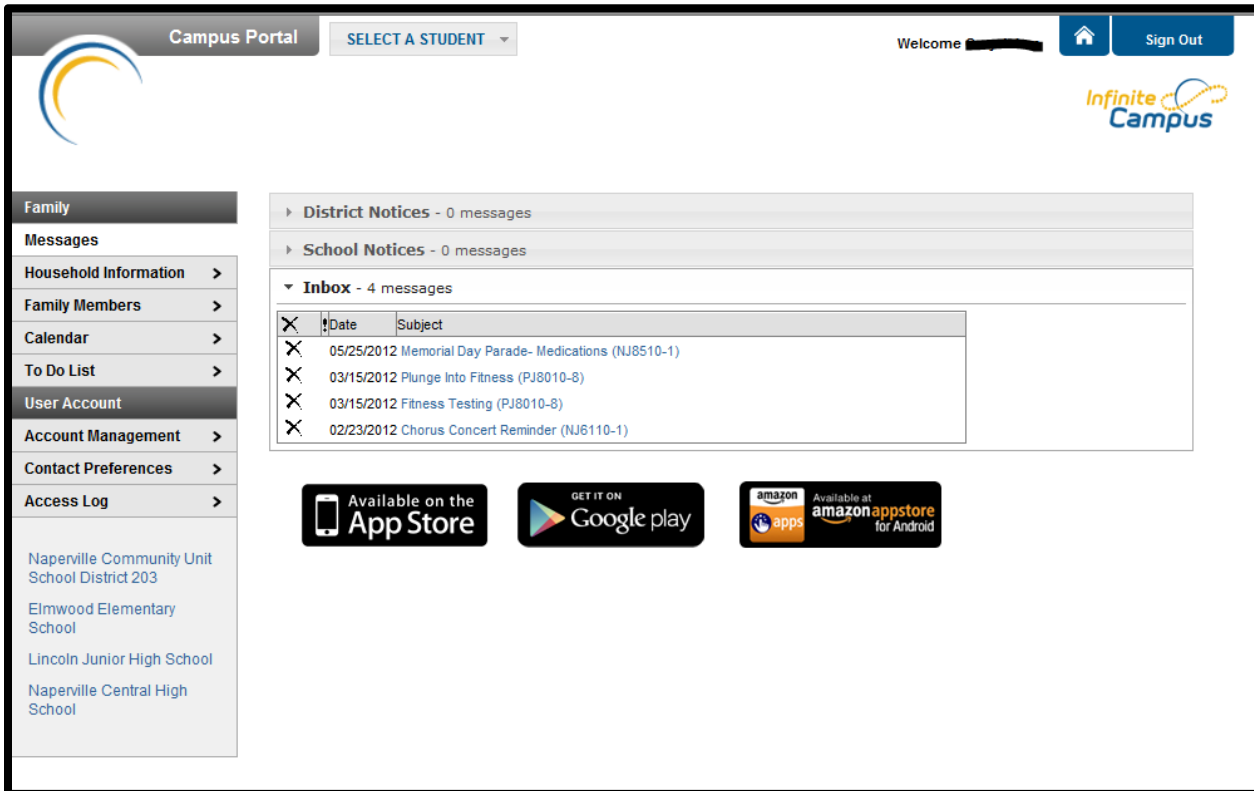 Campus Portal
SELECT A STUDENT
Welcome
Sign Out
Infinite
Campus
Family
Messages
Household Information
Family Members
Calendar
To Do List
User Account
Account Management
Contact Preferences
Access Log
Naperville Community Unit
School District 203
Elmwood Elementary
School
Lincoln Junior High School
Naperville Central High
School
District Notices - 0 messages
School Notices - 0 messages
Inbox - 4 messages
! Date Subject
05/25/2012 Memorial Day Parade- Medications (NJ8510-1)
03/15/2012 Plunge Into Fitness (PJ8010-8)
03/15/2012 Fitness Testing (PJ8010-8)
02/23/2012 Chorus Concert Reminder (NJ6110-1)
Available on the
App Store
GET IT ON
Google play
amazon
apps
Available at
amazon appstore
for Android